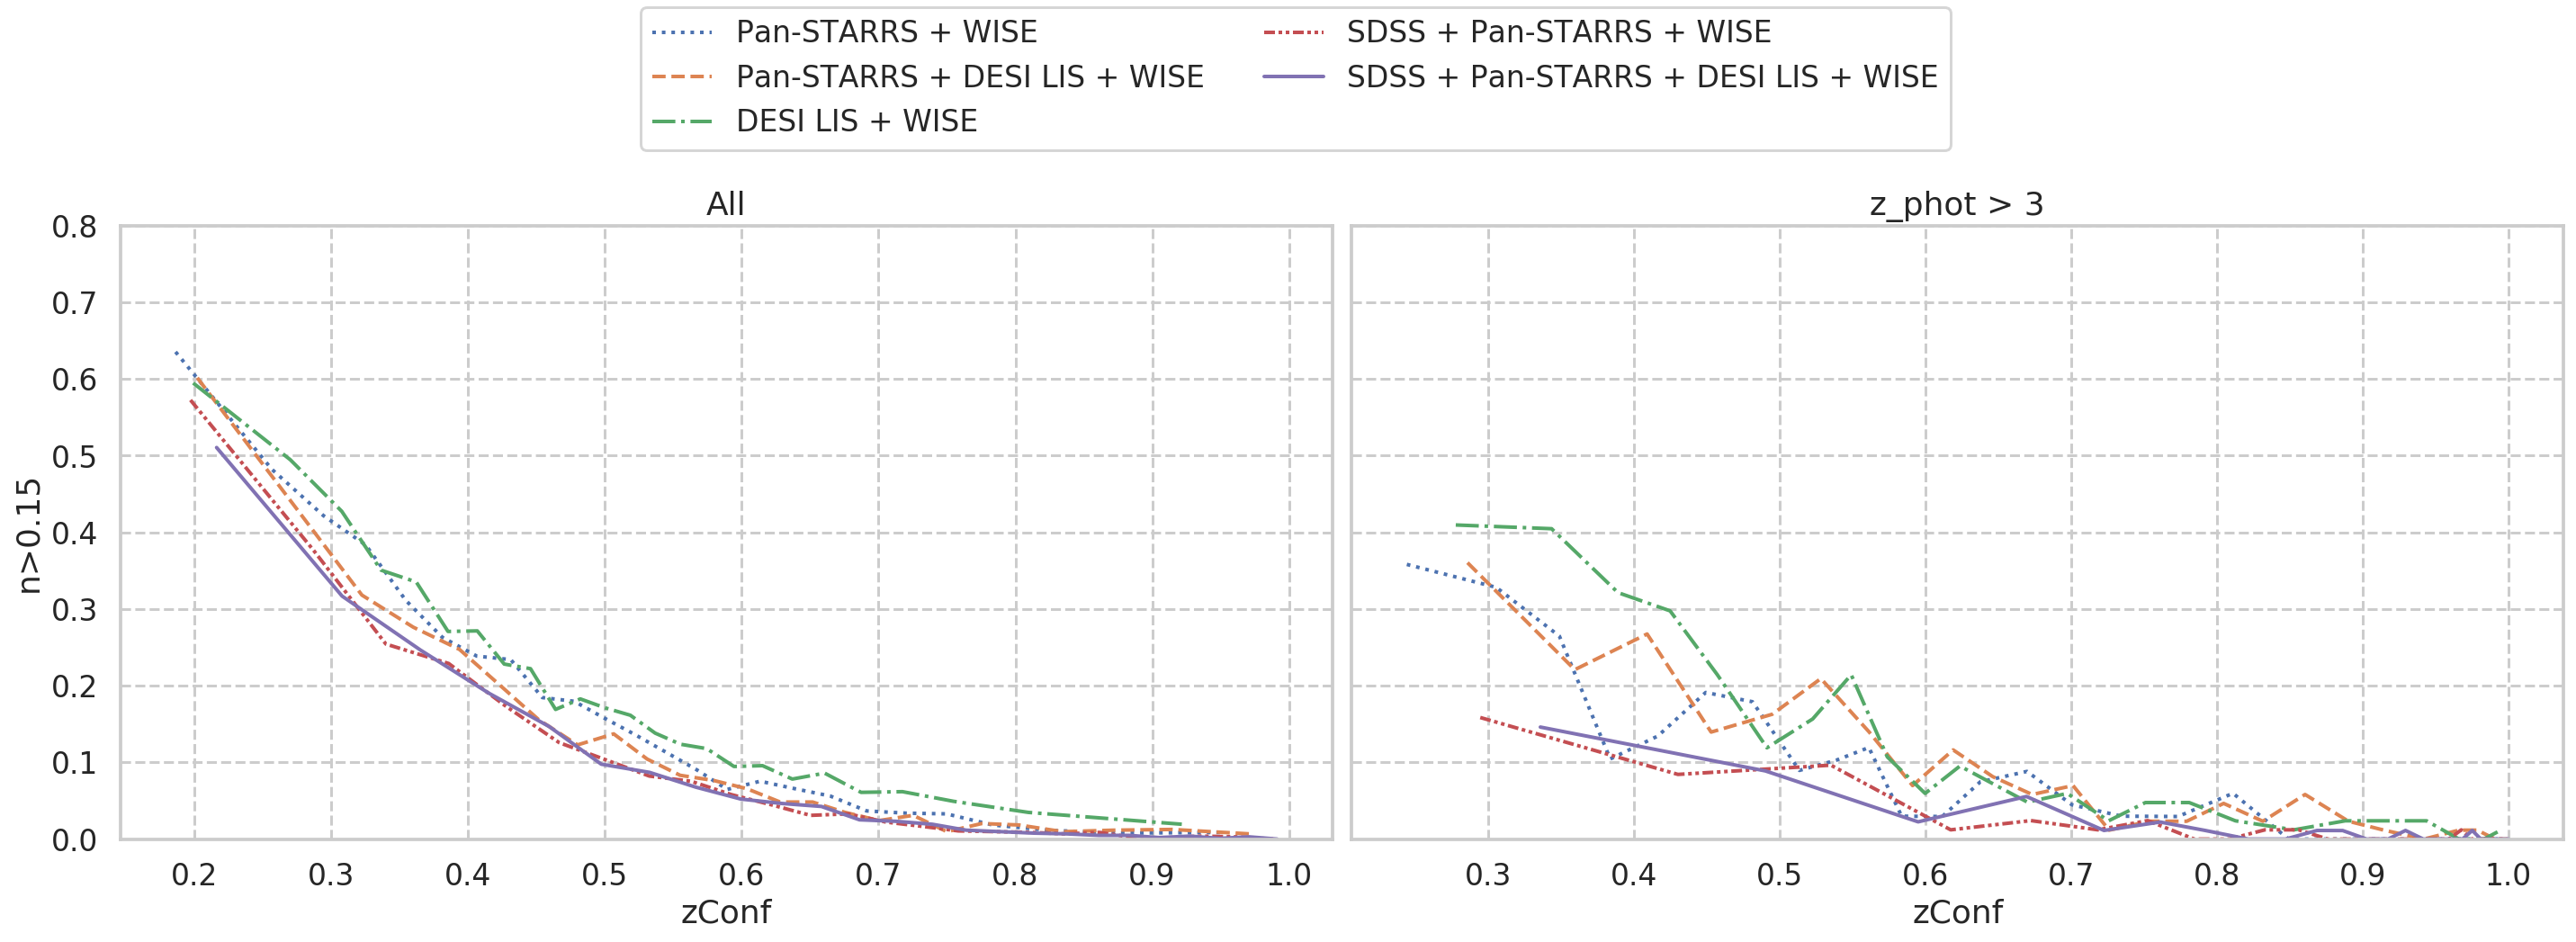 Pan-STARRS + WISE
Pan-STARRS + DESI LIS + WISE
DESI LIS + WISE
SDSS + Pan-STARRS + WISE
SDSS + Pan-STARRS + DESI LIS + WISE
All
z_phot > 3
0.8
0.7
0.6
0.5
0.4
0.3
0.2
0.1
0.0
n>0.15
0.2 0.3 0.4 0.5 0.6 0.7 0.8 0.9 1.0
zConf
0.3 0.4 0.5 0.6 0.7 0.8 0.9 1.0
zConf